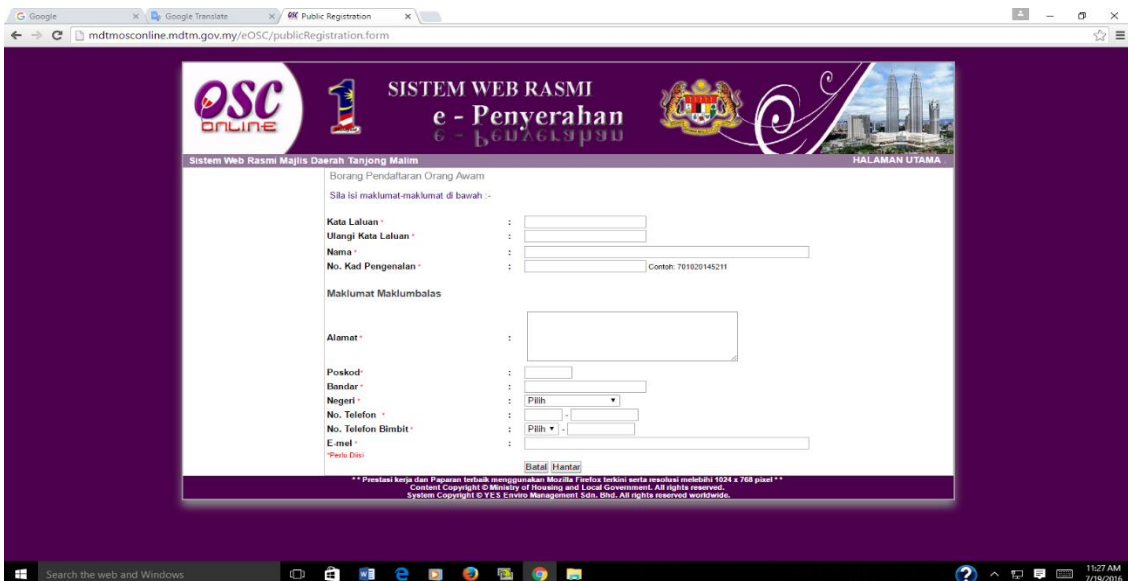 Google
Google Translate
OSC Public Registration
mdtmosconline.mdtm.gov.my/eOSC/publicRegistration.form
OSC
ONLINE
1
SISTEM WEB RASMI
e - Penyerahan
Sistem Web Rasmi Majlis Daerah Tanjong Malim
HALAMAN UTAMA .
Borang Pendaftaran Orang Awam
Sila isi maklumat-maklumat di bawah :-
Kata Laluan * :
Ulangi Kata Laluan * :
Nama * :
No. Kad Pengenalan * : Contoh: 701020145211
Maklumat Maklumbalas
Alamat * :
Poskod* :
Bandar * :
Negeri * : Pilih
No. Telefon * : -
No. Telefon Bimbit * : Pilih -
E-mel * :
*Perlu Diisi
Batal Hantar
** Prestasi kerja dan Paparan terbaik menggunakan Mozilla Firefox terkini serta resolusi melebihi 1024 x 768 pixel **
Content Copyright © Ministry of Housing and Local Government. All rights reserved.
System Copyright © YES Enviro Management Sdn. Bhd. All rights reserved worldwide.
Search the web and Windows
11:27 AM
7/19/2016